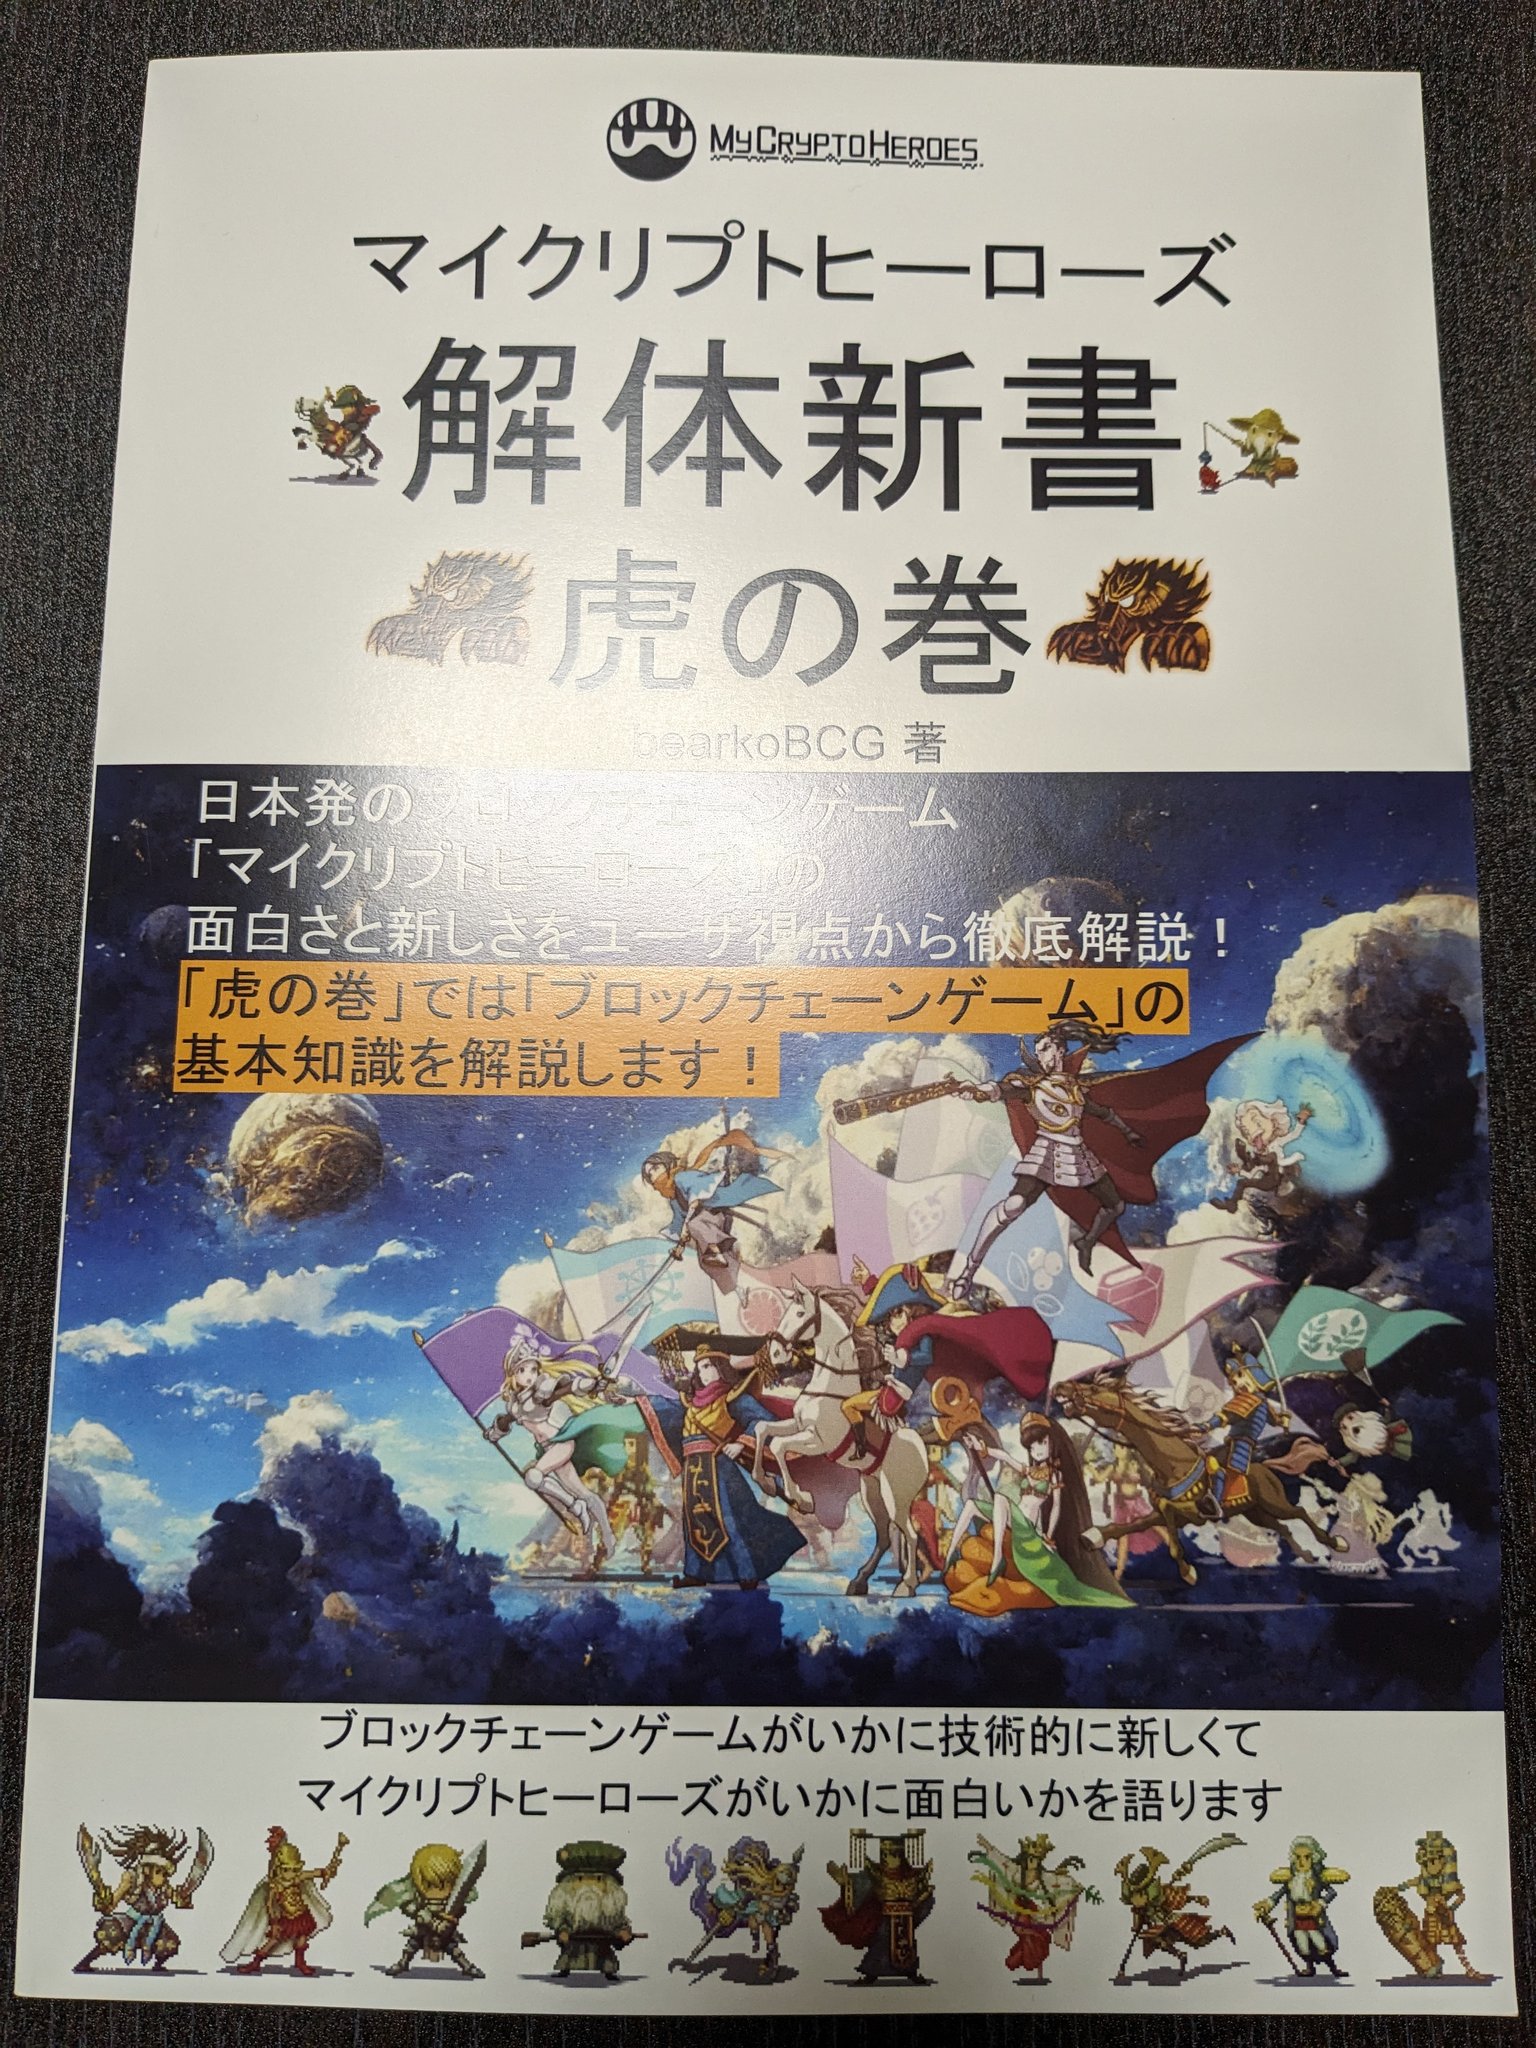 MYCRYPTOHEROES
マイクリプトヒーローズ
解体新書
虎の巻
bearkoBCG 著
日本発のブロックチェーンゲーム
「マイクリプトヒーローズ」の
面白さと新しさをユーザ視点から徹底解説！
「虎の巻」では「ブロックチェーンゲーム」の
基本知識を解説します！
ブロックチェーンゲームがいかに技術的に新しくて
マイクリプトヒーローズがいかに面白いかを語ります